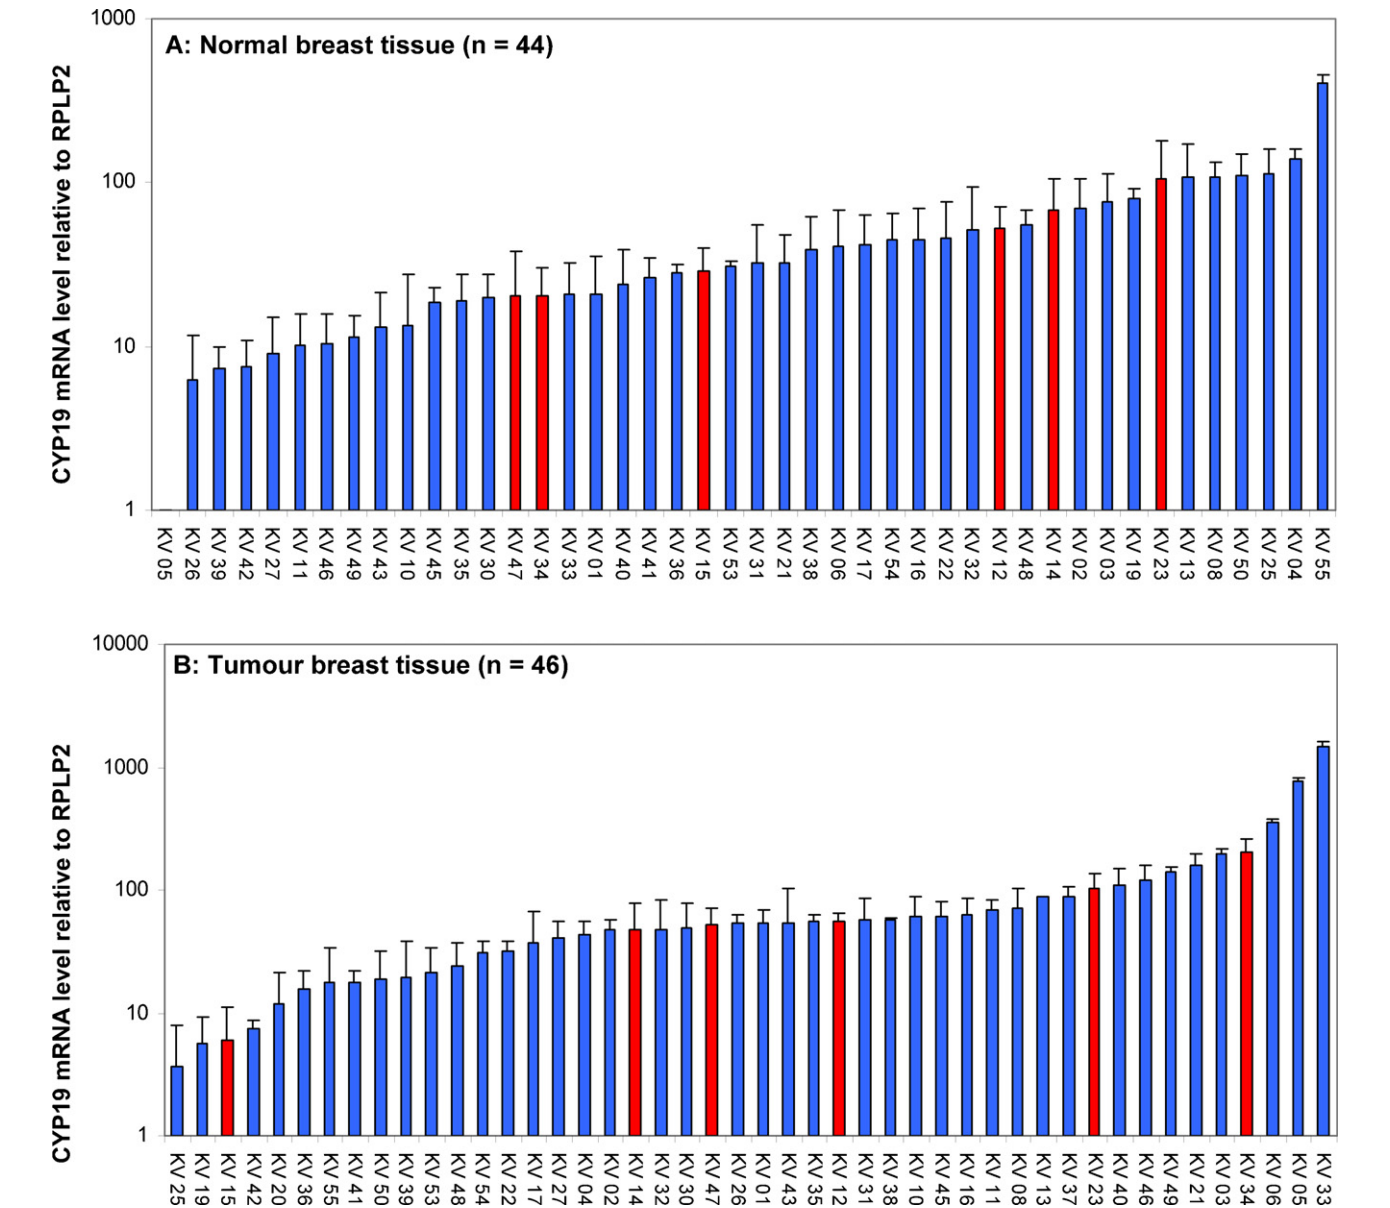 A: Normal breast tissue (n = 44)
CYP19 mRNA level relative to RPLP2
1000
100
10
1
KV 05
KV 26
KV 39
KV 42
KV 27
KV 11
KV 46
KV 49
KV 43
KV 10
KV 45
KV 35
KV 30
KV 47
KV 34
KV 33
KV 01
KV 40
KV 41
KV 36
KV 15
KV 53
KV 31
KV 21
KV 38
KV 06
KV 17
KV 54
KV 16
KV 22
KV 32
KV 12
KV 48
KV 14
KV 02
KV 03
KV 19
KV 23
KV 13
KV 08
KV 50
KV 25
KV 04
KV 55
B: Tumour breast tissue (n = 46)
CYP19 mRNA level relative to RPLP2
10000
1000
100
10
1
KV 25
KV 19
KV 15
KV 42
KV 20
KV 36
KV 55
KV 41
KV 50
KV 39
KV 53
KV 48
KV 54
KV 22
KV 17
KV 27
KV 04
KV 02
KV 14
KV 32
KV 30
KV 47
KV 26
KV 01
KV 43
KV 35
KV 12
KV 31
KV 38
KV 10
KV 45
KV 16
KV 11
KV 08
KV 13
KV 37
KV 23
KV 40
KV 46
KV 49
KV 21
KV 03
KV 34
KV 06
KV 05
KV 33